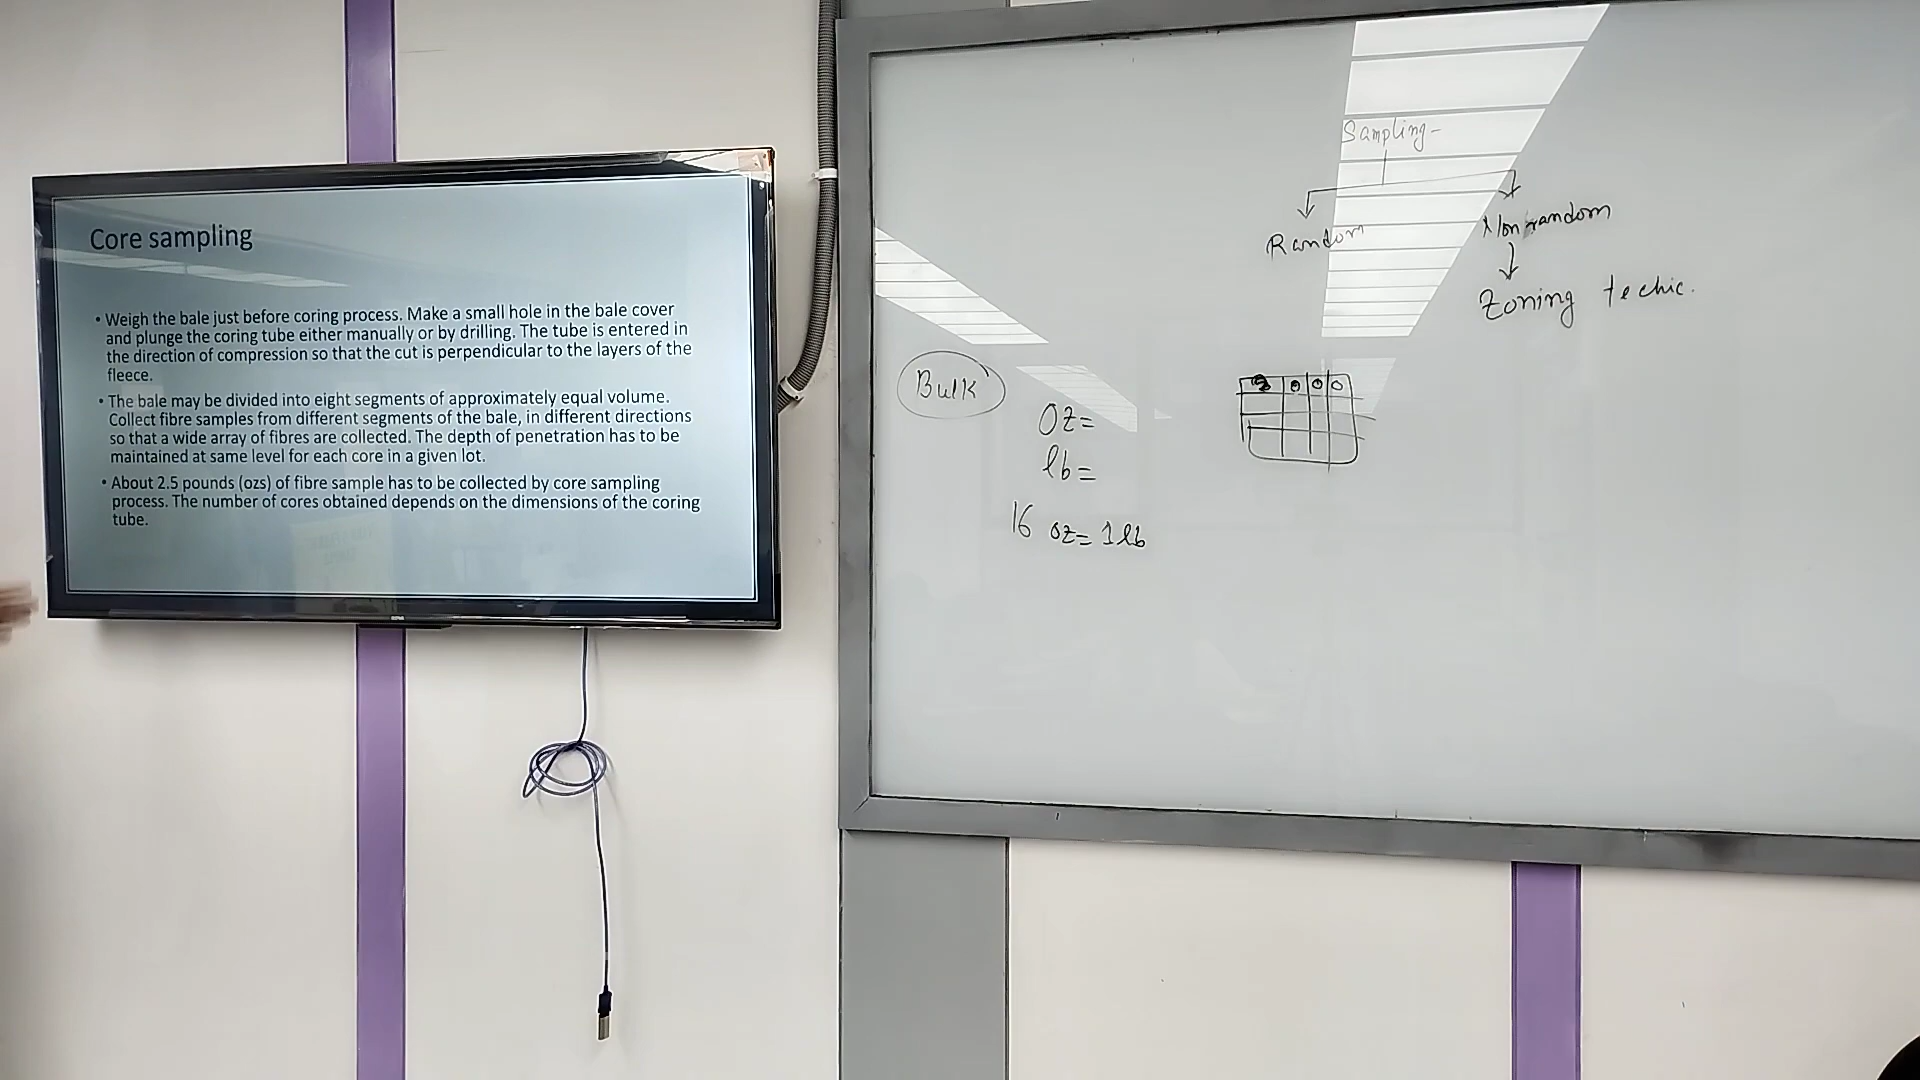 Core sampling
• Weigh the bale just before coring process. Make a small hole in the bale cover
and plunge the coring tube either manually or by drilling. The tube is entered in
the direction of compression so that the cut is perpendicular to the layers of the
fleece.
• The bale may be divided into eight segments of approximately equal volume.
Collect fibre samples from different segments of the bale, in different directions
so that a wide array of fibres are collected. The depth of penetration has to be
maintained at same level for each core in a given lot.
• About 2.5 pounds (ozs) of fibre sample has to be collected by core sampling
process. The number of cores obtained depends on the dimensions of the coring
tube.
Sampling-
Random
Non random
Zoning techic.
Bulk
oz=
lb=
16 oz= 1 lb